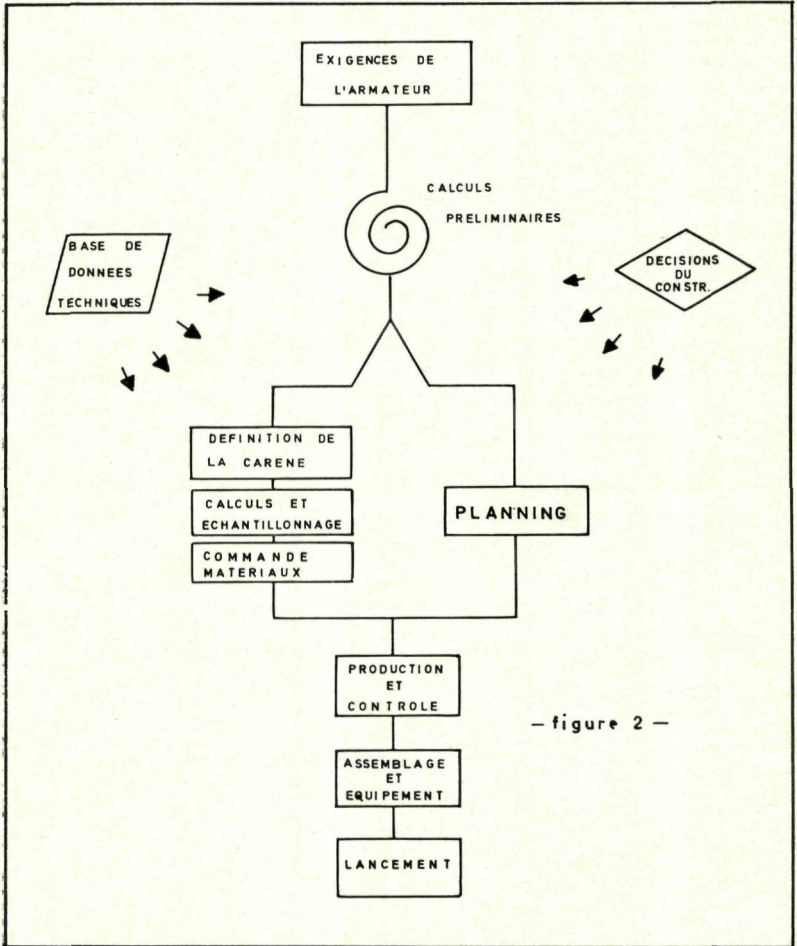 EXIGENCES DE
L'ARMATEUR
CALCULS
PRELIMINAIRES
BASE DE
DONNEES
TECHNIQUES
DECISIONS
DU
CONSTR.
DEFINITION DE
LA CARENE
CALCULS ET
ECHANTILLONNAGE
COMMANDE
MATERIAUX
PLANNING
PRODUCTION
ET
CONTROLE
ASSEMBLAGE
ET
EQUIPEMENT
LANCEMENT
— figure 2 —